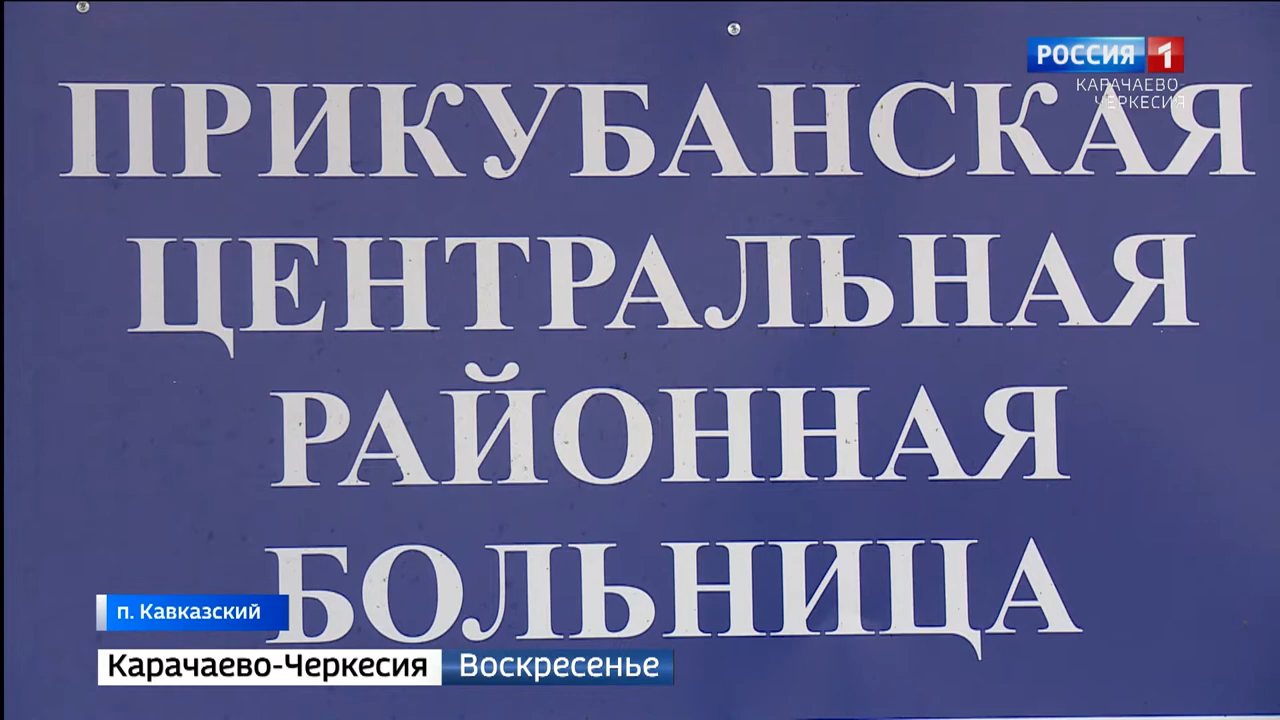 РОССИЯ 1
КАРАЧАЕВО
ЧЕРКЕСИЯ
ПРИКУБАНСКАЯ
ЦЕНТРАЛЬНАЯ
РАЙОННАЯ
БОЛЬНИЦА
п. Кавказский
Карачаево-Черкесия Воскресенье